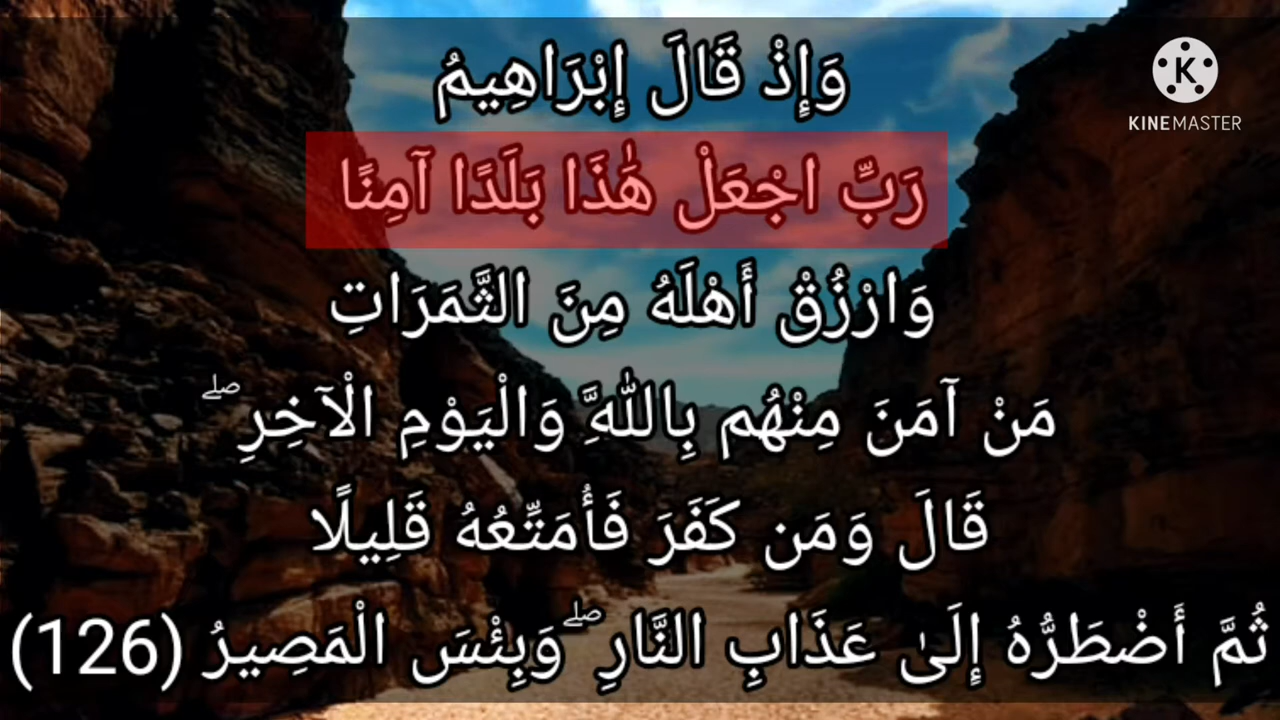 وَإِذْ قَالَ إِبْرَاهِيمُ
رَبِّ اجْعَلْ هَٰذَا بَلَدًا آمِنًا
وَارْزُقْ أَهْلَهُ مِنَ الثَّمَرَاتِ
مَنْ آمَنَ مِنْهُم بِاللَّهِ وَالْيَوْمِ الْآخِرِ ۖ
قَالَ وَمَن كَفَرَ فَأُمَتِّعُهُ قَلِيلًا
ثُمَّ أَضْطَرُّهُ إِلَىٰ عَذَابِ النَّارِ ۖ وَبِئْسَ الْمَصِيرُ (126)
K
KINEMASTER